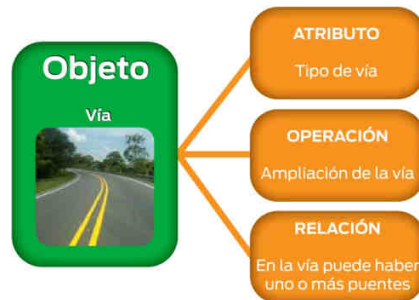 Objeto
Vía
ATRIBUTO
Tipo de vía
OPERACIÓN
Ampliación de la vía
RELACIÓN
En la vía puede haber
uno o más puentes